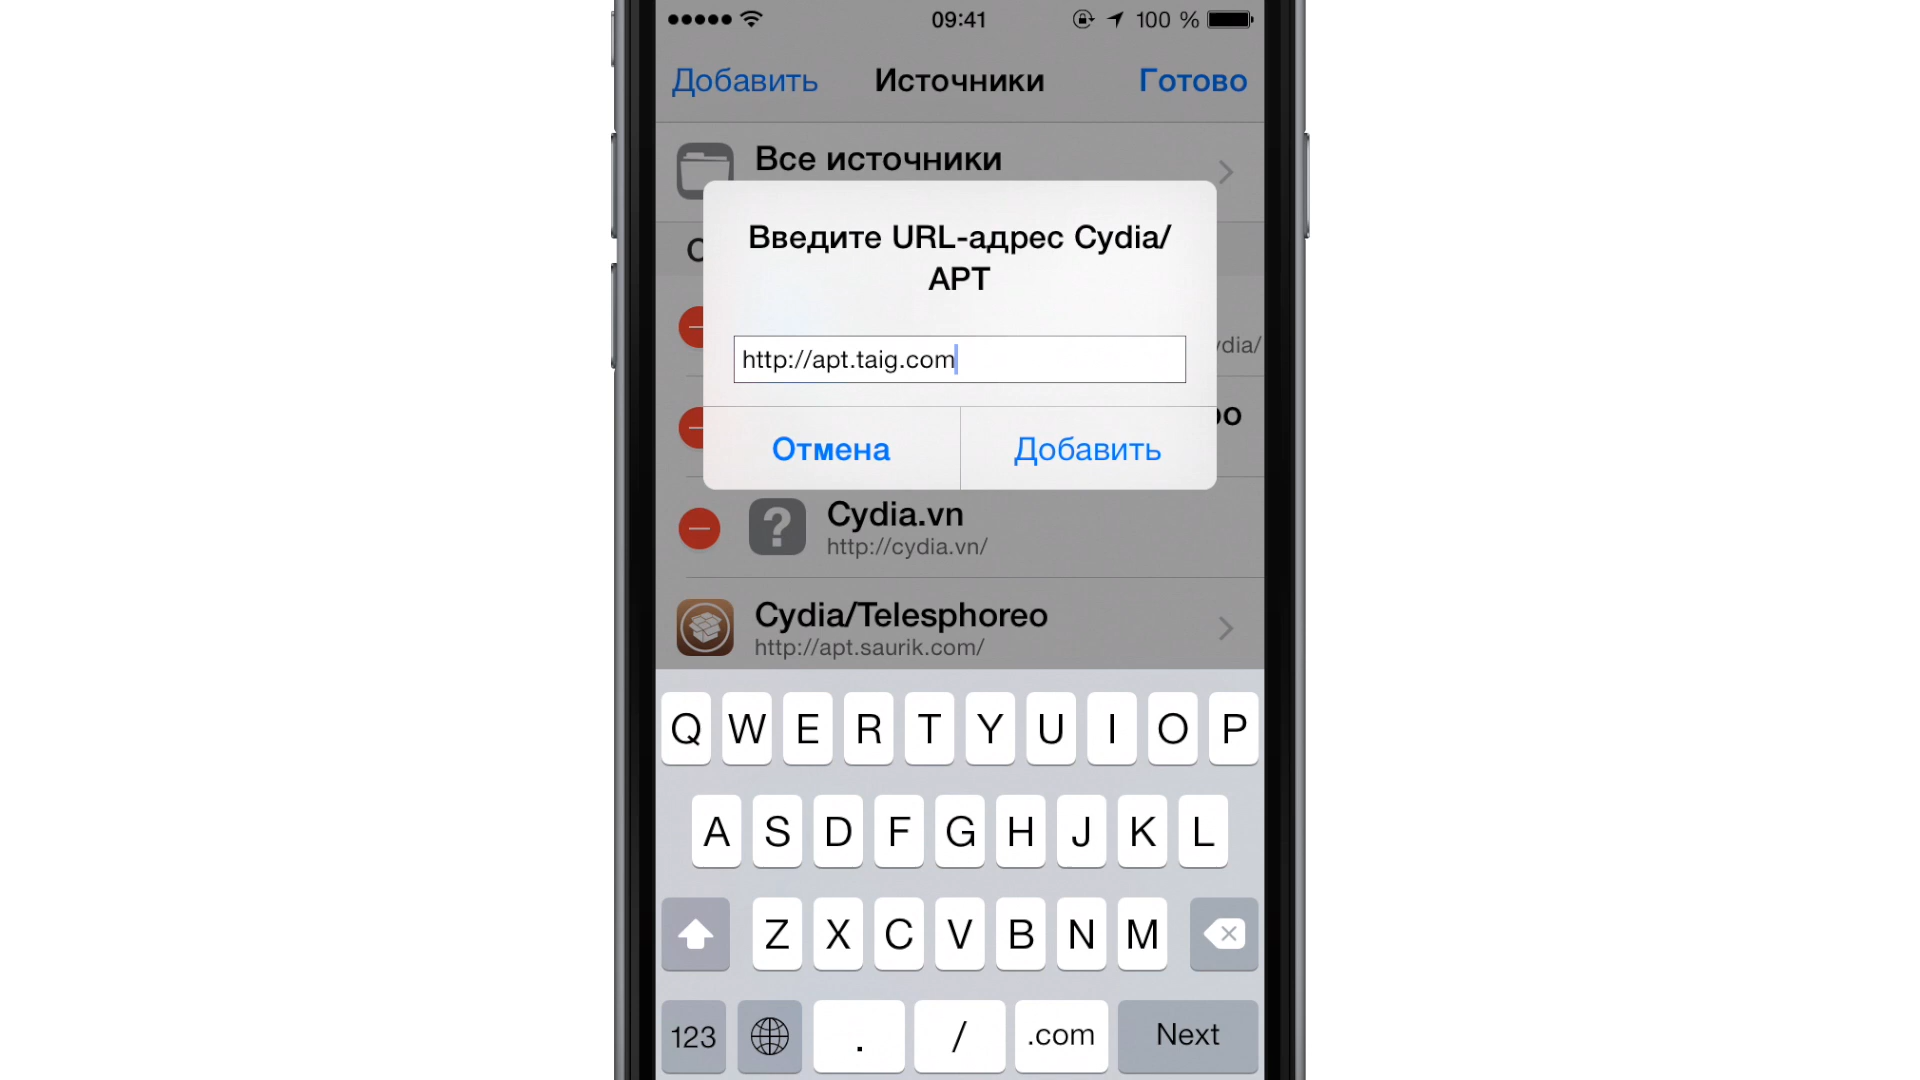 09:41
100 %
Добавить
Источники
Готово
Все источники
Введите URL-адрес Cydia/
APT
http://apt.taig.com
Отмена
Добавить
Cydia.vn
http://cydia.vn/
Cydia/Telesphoreo
http://apt.saurik.com/
Q W E R T Y U I O P
A S D F G H J K L
Z X C V B N M
123 . / .com Next